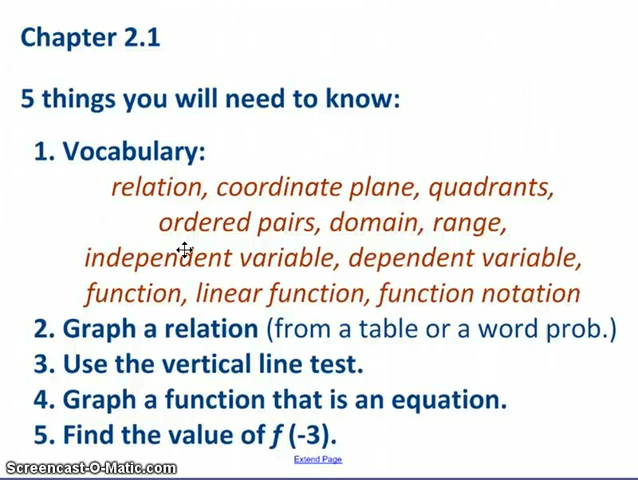 Chapter 2.1
5 things you will need to know:
1. Vocabulary:
relation, coordinate plane, quadrants,
ordered pairs, domain, range,
independent variable, dependent variable,
function, linear function, function notation
2. Graph a relation (from a table or a word prob.)
3. Use the vertical line test.
4. Graph a function that is an equation.
5. Find the value of f (-3).
Extend Page
Screencast-O-Matic.com